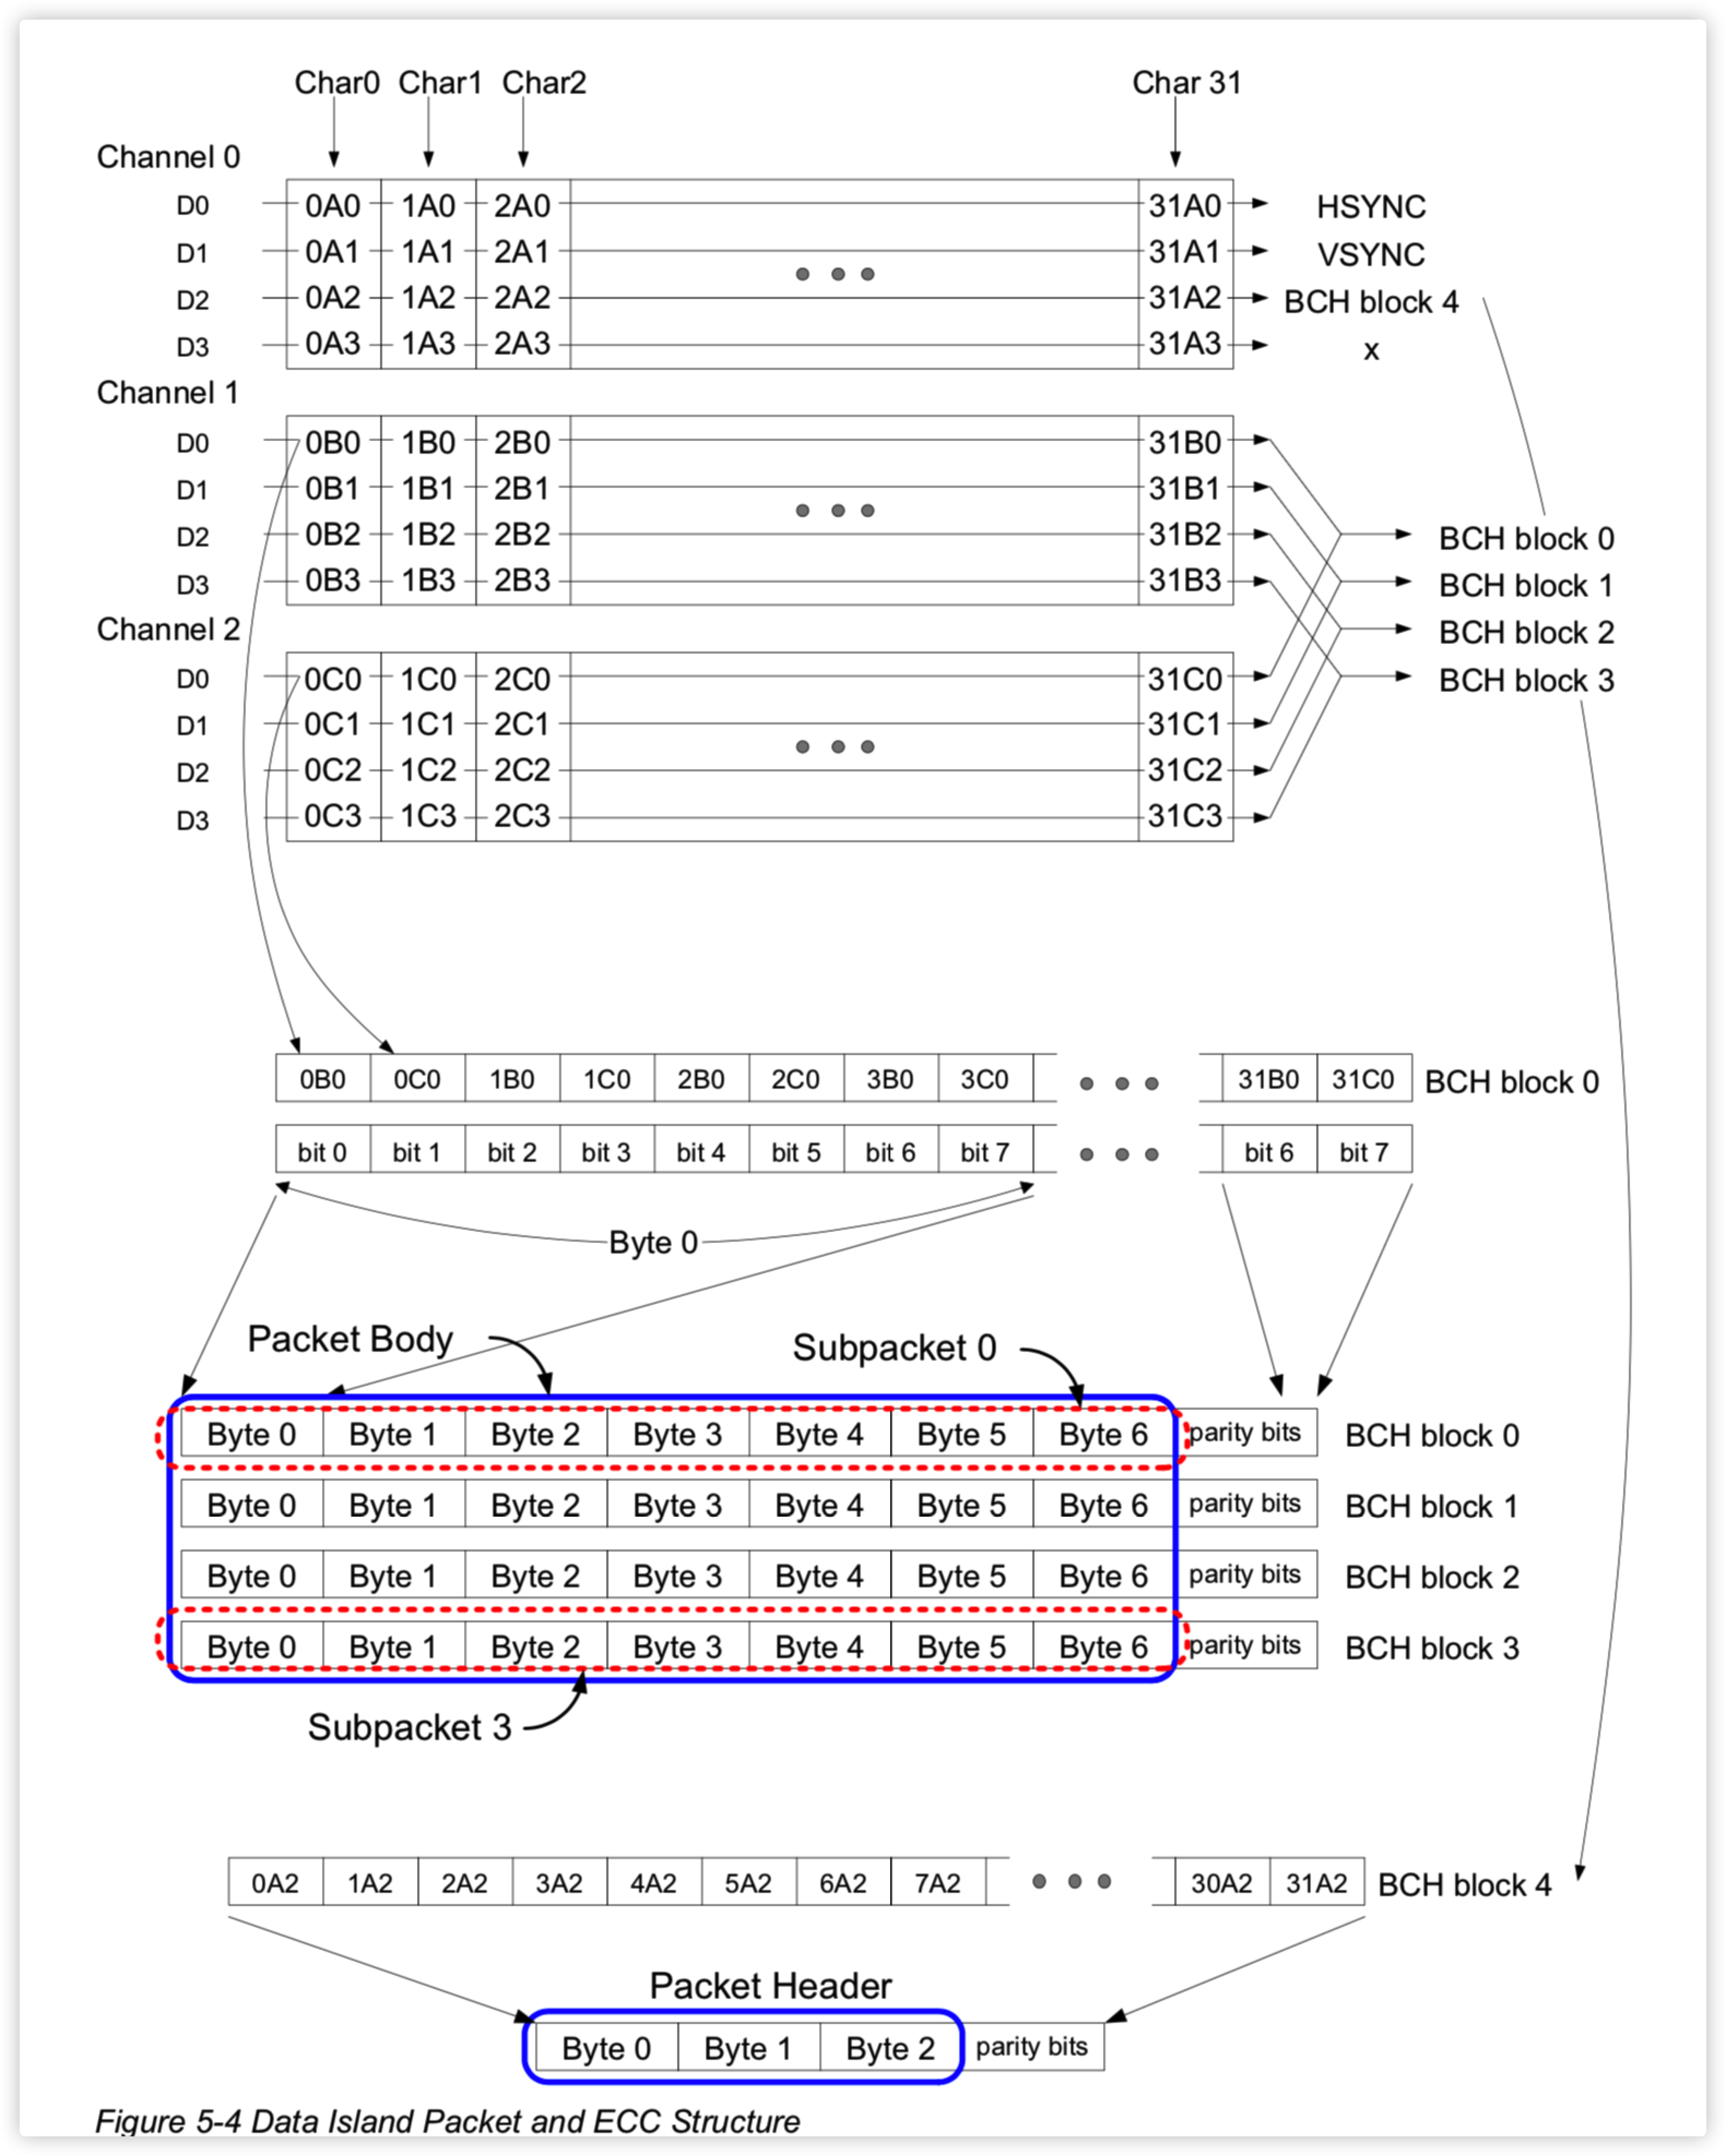 Char0 Char1 Char2 Char 31
Channel 0
D0 0A0 1A0 2A0 31A0 HSYNC
D1 0A1 1A1 2A1 31A1 VSYNC
D2 0A2 1A2 2A2 31A2 BCH block 4
D3 0A3 1A3 2A3 31A3 x
Channel 1
D0 0B0 1B0 2B0 31B0
D1 0B1 1B1 2B1 31B1
D2 0B2 1B2 2B2 31B2 BCH block 0
D3 0B3 1B3 2B3 31B3 BCH block 1
Channel 2 BCH block 2
D0 0C0 1C0 2C0 31C0 BCH block 3
D1 0C1 1C1 2C1 31C1
D2 0C2 1C2 2C2 31C2
D3 0C3 1C3 2C3 31C3
0B0 0C0 1B0 1C0 2B0 2C0 3B0 3C0 31B0 31C0 BCH block 0
bit 0 bit 1 bit 2 bit 3 bit 4 bit 5 bit 6 bit 7 bit 6 bit 7
Byte 0
Packet Body Subpacket 0
Byte 0 Byte 1 Byte 2 Byte 3 Byte 4 Byte 5 Byte 6 parity bits BCH block 0
Byte 0 Byte 1 Byte 2 Byte 3 Byte 4 Byte 5 Byte 6 parity bits BCH block 1
Byte 0 Byte 1 Byte 2 Byte 3 Byte 4 Byte 5 Byte 6 parity bits BCH block 2
Byte 0 Byte 1 Byte 2 Byte 3 Byte 4 Byte 5 Byte 6 parity bits BCH block 3
Subpacket 3
0A2 1A2 2A2 3A2 4A2 5A2 6A2 7A2 30A2 31A2 BCH block 4
Packet Header
Byte 0 Byte 1 Byte 2 parity bits
Figure 5-4 Data Island Packet and ECC Structure